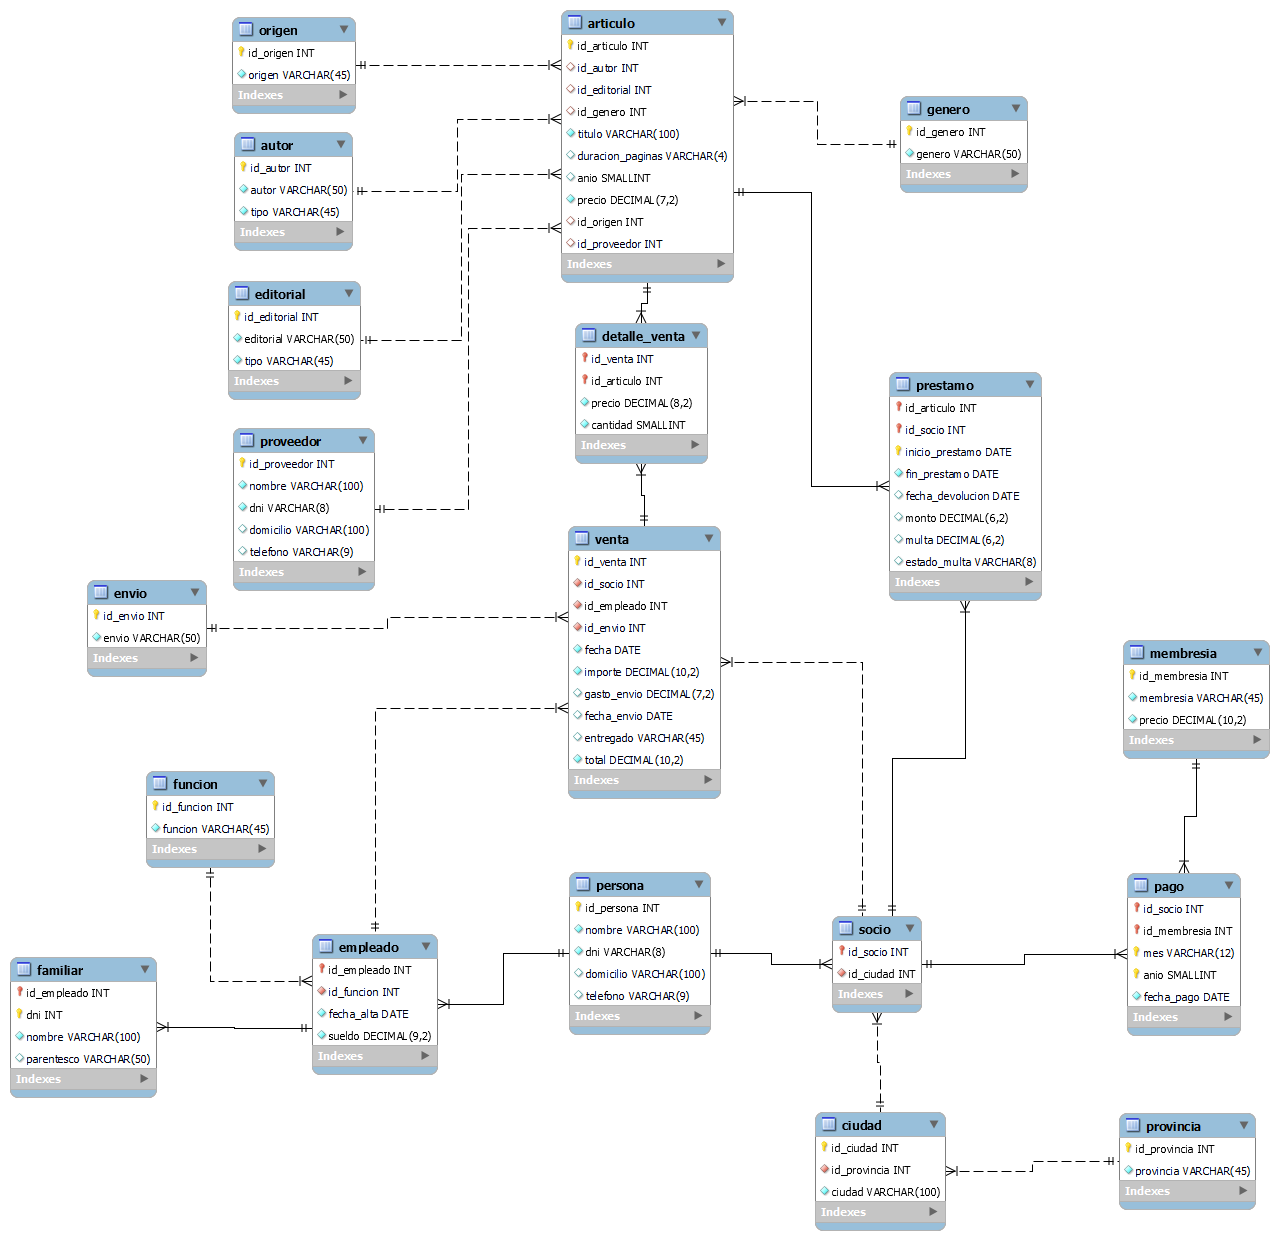 origen
id_origen INT
origen VARCHAR(45)
Indexes
articulo
id_articulo INT
id_autor INT
id_editorial INT
id_genero INT
titulo VARCHAR(100)
duracion_paginas VARCHAR(4)
anio SMALLINT
precio DECIMAL(7,2)
id_origen INT
id_proveedor INT
Indexes
genero
id_genero INT
genero VARCHAR(50)
Indexes
autor
id_autor INT
autor VARCHAR(50)
tipo VARCHAR(45)
Indexes
editorial
id_editorial INT
editorial VARCHAR(50)
tipo VARCHAR(45)
Indexes
detalle_venta
id_venta INT
id_articulo INT
precio DECIMAL(8,2)
cantidad SMALLINT
Indexes
prestamo
id_articulo INT
id_socio INT
inicio_prestamo DATE
fin_prestamo DATE
fecha_devolucion DATE
monto DECIMAL(6,2)
multa DECIMAL(6,2)
estado_multa VARCHAR(8)
Indexes
proveedor
id_proveedor INT
nombre VARCHAR(100)
dni VARCHAR(8)
domicilio VARCHAR(100)
telefono VARCHAR(9)
Indexes
venta
id_venta INT
id_socio INT
id_empleado INT
id_envio INT
fecha DATE
importe DECIMAL(10,2)
gasto_envio DECIMAL(7,2)
fecha_envio DATE
entregado VARCHAR(45)
total DECIMAL(10,2)
Indexes
envio
id_envio INT
envio VARCHAR(50)
Indexes
membresia
id_membresia INT
membresia VARCHAR(45)
precio DECIMAL(10,2)
Indexes
funcion
id_funcion INT
funcion VARCHAR(45)
Indexes
persona
id_persona INT
nombre VARCHAR(100)
dni VARCHAR(8)
domicilio VARCHAR(100)
telefono VARCHAR(9)
Indexes
pago
id_socio INT
id_membresia INT
mes VARCHAR(12)
anio SMALLINT
fecha_pago DATE
Indexes
socio
id_socio INT
id_ciudad INT
Indexes
empleado
id_empleado INT
id_funcion INT
fecha_alta DATE
sueldo DECIMAL(9,2)
Indexes
familiar
id_empleado INT
dni INT
nombre VARCHAR(100)
parentesco VARCHAR(50)
Indexes
ciudad
id_ciudad INT
id_provincia INT
ciudad VARCHAR(100)
Indexes
provincia
id_provincia INT
provincia VARCHAR(45)
Indexes